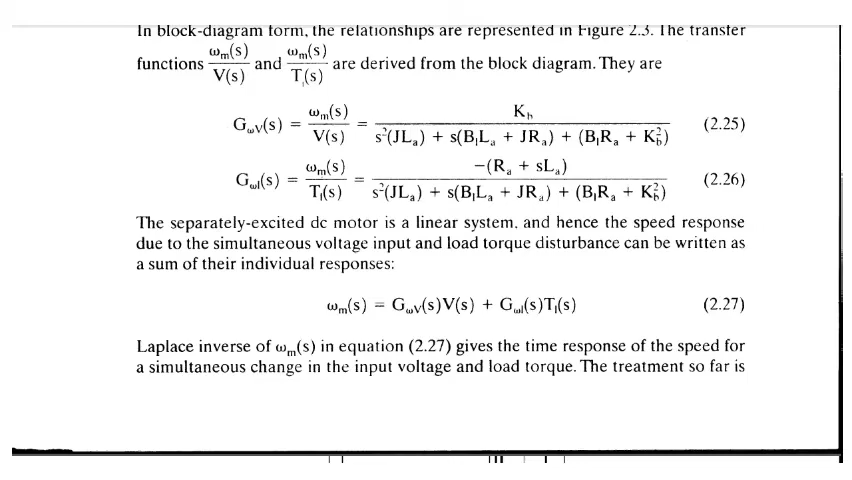 In block-diagram form, the relationships are represented in Figure 2.3. The transfer
functions ωm(s)/V(s) and ωm(s)/Tl(s) are derived from the block diagram. They are
GωV(s) = ωm(s)/V(s) = Kb / (s²(JLa) + s(B1La + JRa) + (B1Ra + Kb²)) (2.25)
Gωl(s) = ωm(s)/Tl(s) = −(Ra + sLa) / (s²(JLa) + s(B1La + JRa) + (B1Ra + Kb²)) (2.26)
The separately-excited dc motor is a linear system, and hence the speed response
due to the simultaneous voltage input and load torque disturbance can be written as
a sum of their individual responses:
ωm(s) = GωV(s)V(s) + Gωl(s)Tl(s) (2.27)
Laplace inverse of ωm(s) in equation (2.27) gives the time response of the speed for
a simultaneous change in the input voltage and load torque. The treatment so far is